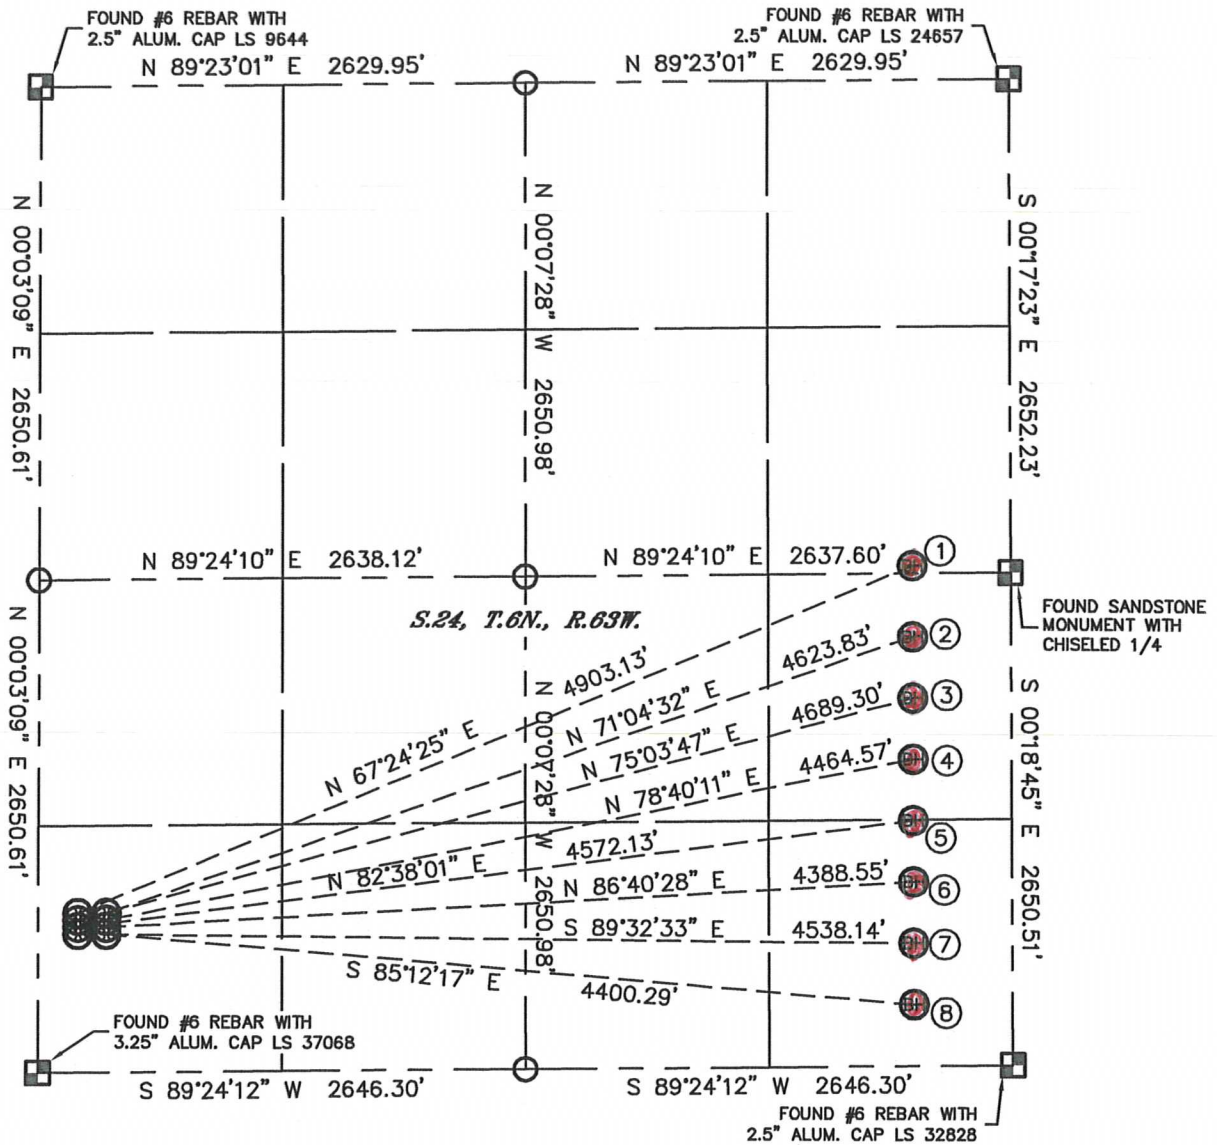 FOUND #6 REBAR WITH
2.5" ALUM. CAP LS 9644
FOUND #6 REBAR WITH
2.5" ALUM. CAP LS 24657
N 89°23'01" E 2629.95'
N 89°23'01" E 2629.95'
N 00°03'09" E 2650.61'
N 00°07'28" W 2650.98'
S 00°17'23" E 2652.23'
N 89°24'10" E 2638.12'
N 89°24'10" E 2637.60'
S.24, T.6N., R.63W.
FOUND SANDSTONE
MONUMENT WITH
CHISELED 1/4
N 00°03'09" E 2650.61'
N 00°07'28" W 2650.98'
S 00°18'45" E 2650.51'
N 67°24'25" E 4903.13'
BH 1
N 71°04'32" E 4623.83'
BH 2
N 75°03'47" E 4689.30'
BH 3
N 78°40'11" E 4464.57'
BH 4
N 82°38'01" E 4572.13'
BH 5
N 86°40'28" E 4388.55'
BH 6
S 89°32'33" E 4538.14'
BH 7
S 85°12'17" E 4400.29'
BH 8
FOUND #6 REBAR WITH
3.25" ALUM. CAP LS 37068
S 89°24'12" W 2646.30'
S 89°24'12" W 2646.30'
FOUND #6 REBAR WITH
2.5" ALUM. CAP LS 32828